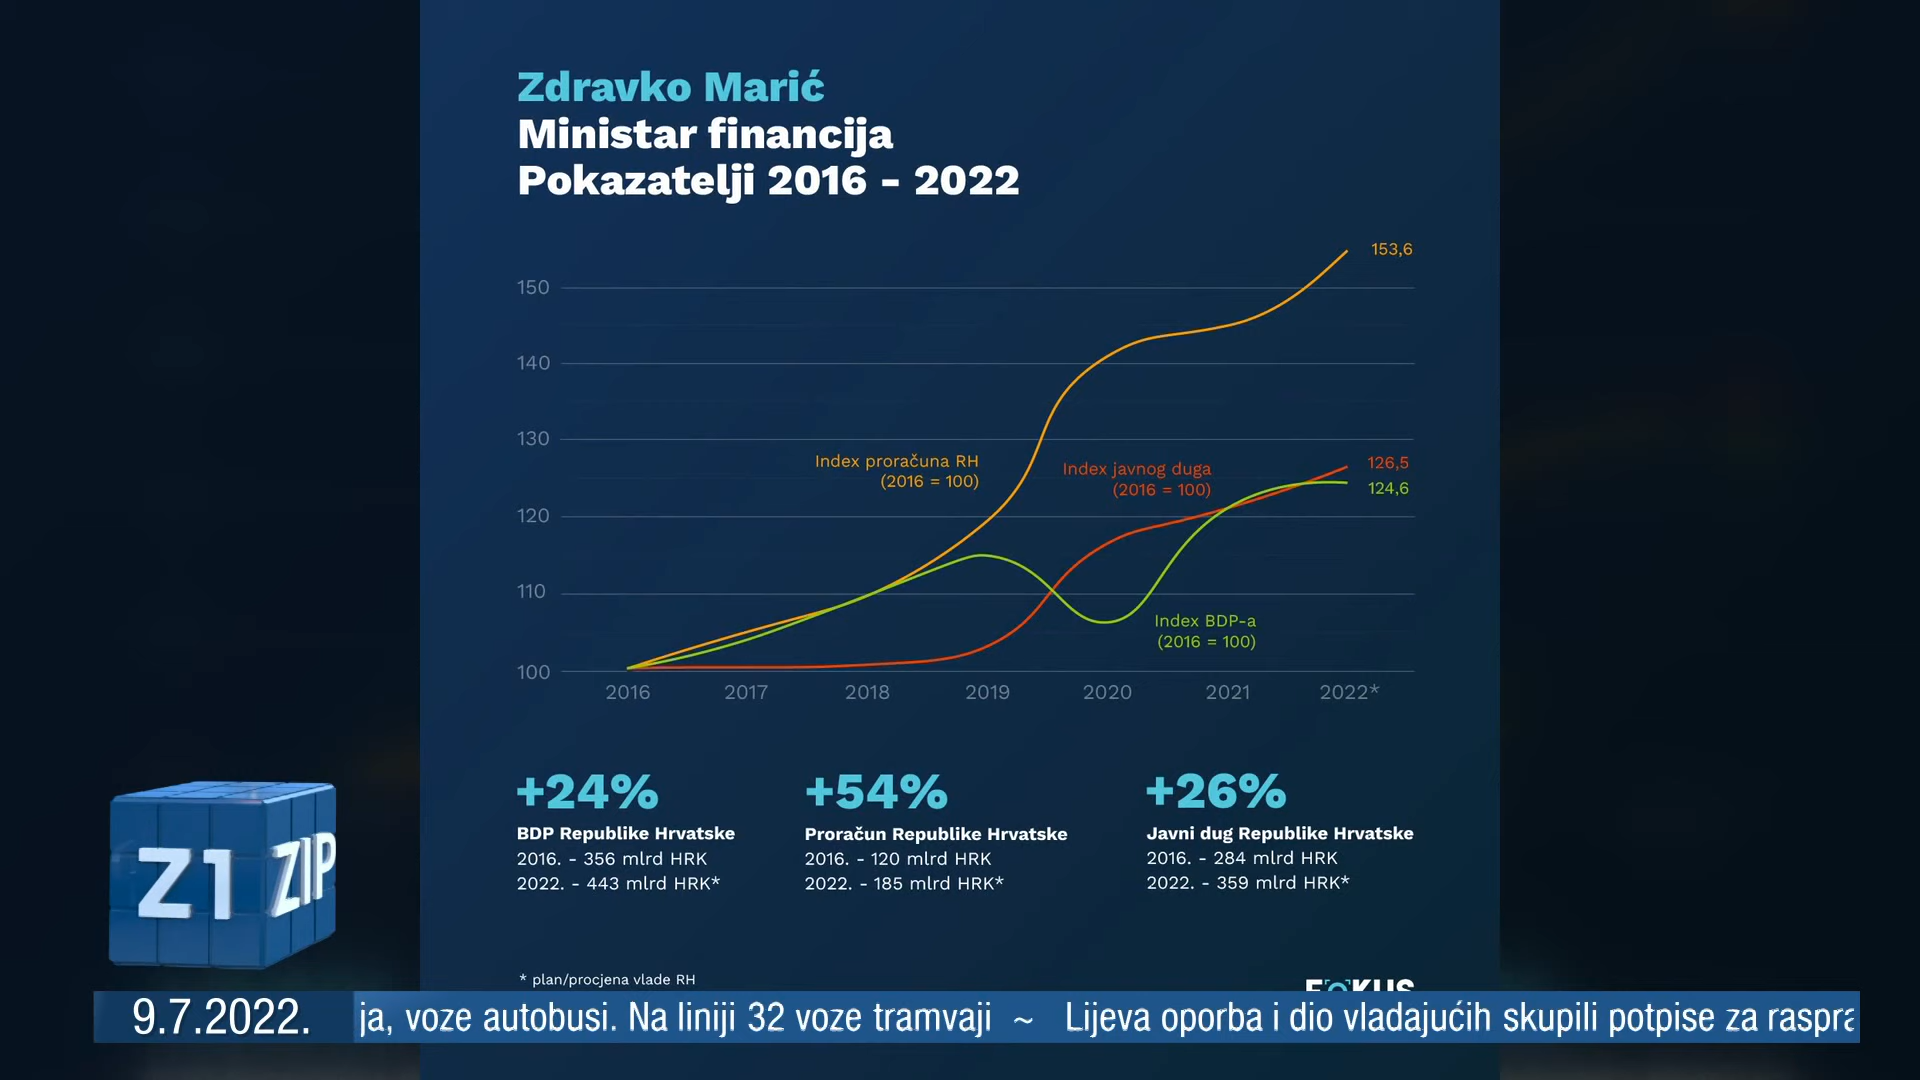 Zdravko Marić
Ministar financija
Pokazatelji 2016 - 2022
153,6
150
140
130
Index proračuna RH
(2016 = 100)
Index javnog duga
(2016 = 100)
126,5
124,6
120
110
Index BDP-a
(2016 = 100)
100
2016 2017 2018 2019 2020 2021 2022*
+24%
BDP Republike Hrvatske
2016. - 356 mlrd HRK
2022. - 443 mlrd HRK*
+54%
Proračun Republike Hrvatske
2016. - 120 mlrd HRK
2022. - 185 mlrd HRK*
+26%
Javni dug Republike Hrvatske
2016. - 284 mlrd HRK
2022. - 359 mlrd HRK*
Z1 ZIP
* plan/procjena vlade RH
FOKUS
9.7.2022. ja, voze autobusi. Na liniji 32 voze tramvaji ~ Lijeva oporba i dio vladajućih skupili potpise za raspra